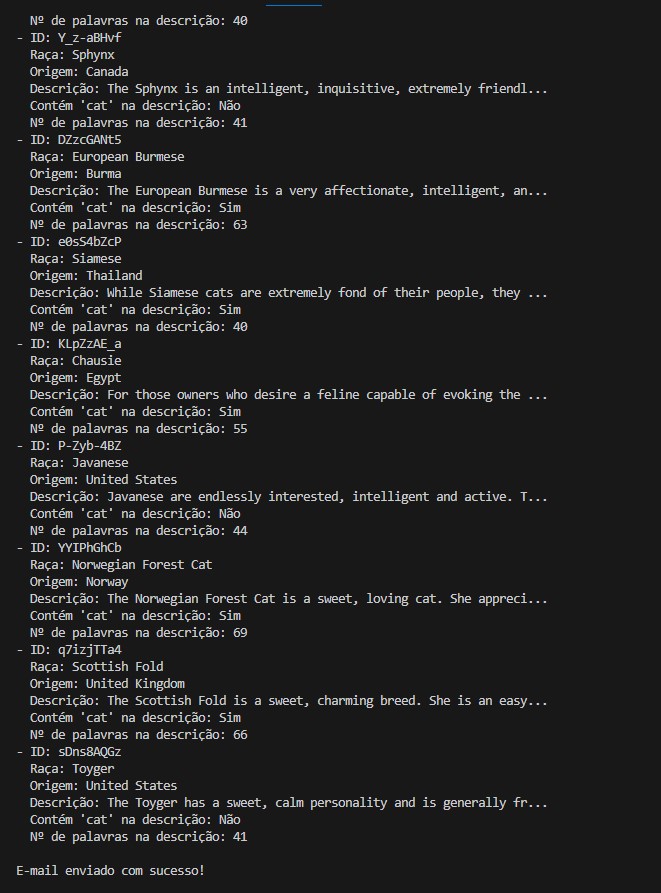 Nº de palavras na descrição: 40
- ID: Y_z-aBHvf
Raça: Sphynx
Origem: Canada
Descrição: The Sphynx is an intelligent, inquisitive, extremely friendl...
Contém 'cat' na descrição: Não
Nº de palavras na descrição: 41
- ID: DZzcGANt5
Raça: European Burmese
Origem: Burma
Descrição: The European Burmese is a very affectionate, intelligent, an...
Contém 'cat' na descrição: Sim
Nº de palavras na descrição: 63
- ID: e0sS4bZcP
Raça: Siamese
Origem: Thailand
Descrição: While Siamese cats are extremely fond of their people, they ...
Contém 'cat' na descrição: Sim
Nº de palavras na descrição: 40
- ID: KLpZzAE_a
Raça: Chausie
Origem: Egypt
Descrição: For those owners who desire a feline capable of evoking the ...
Contém 'cat' na descrição: Sim
Nº de palavras na descrição: 55
- ID: P-Zyb-4BZ
Raça: Javanese
Origem: United States
Descrição: Javanese are endlessly interested, intelligent and active. T...
Contém 'cat' na descrição: Não
Nº de palavras na descrição: 44
- ID: YYIPhGhCb
Raça: Norwegian Forest Cat
Origem: Norway
Descrição: The Norwegian Forest Cat is a sweet, loving cat. She appreci...
Contém 'cat' na descrição: Sim
Nº de palavras na descrição: 69
- ID: q7izjTTa4
Raça: Scottish Fold
Origem: United Kingdom
Descrição: The Scottish Fold is a sweet, charming breed. She is an easy...
Contém 'cat' na descrição: Sim
Nº de palavras na descrição: 66
- ID: sDns8AQGz
Raça: Toyger
Origem: United States
Descrição: The Toyger has a sweet, calm personality and is generally fr...
Contém 'cat' na descrição: Não
Nº de palavras na descrição: 41
E-mail enviado com sucesso!